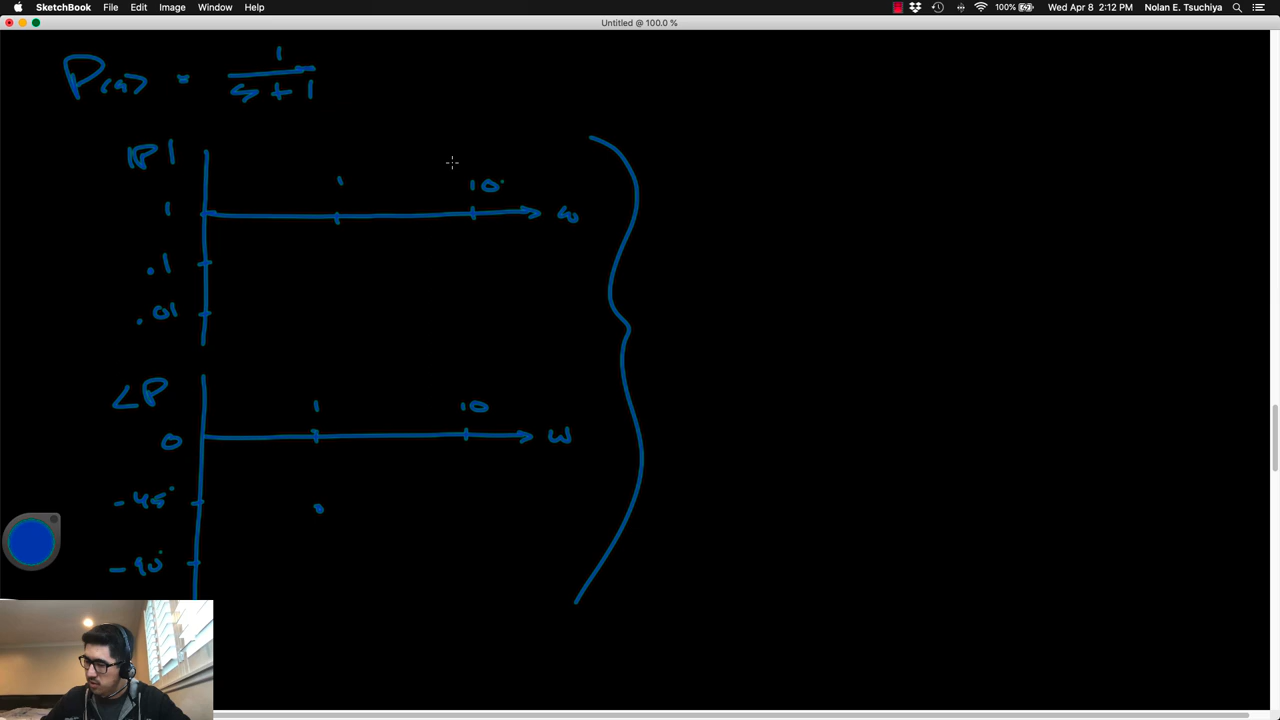 SketchBook File Edit Image Window Help 100% Wed Apr 8 2:12 PM Nolan E. Tsuchiya
Untitled @ 100.0 %
P(s) = 1
s + 1
|P|
1 10
1 ω
.1
.01
∠P
1 10
0 ω
-45°
-90°